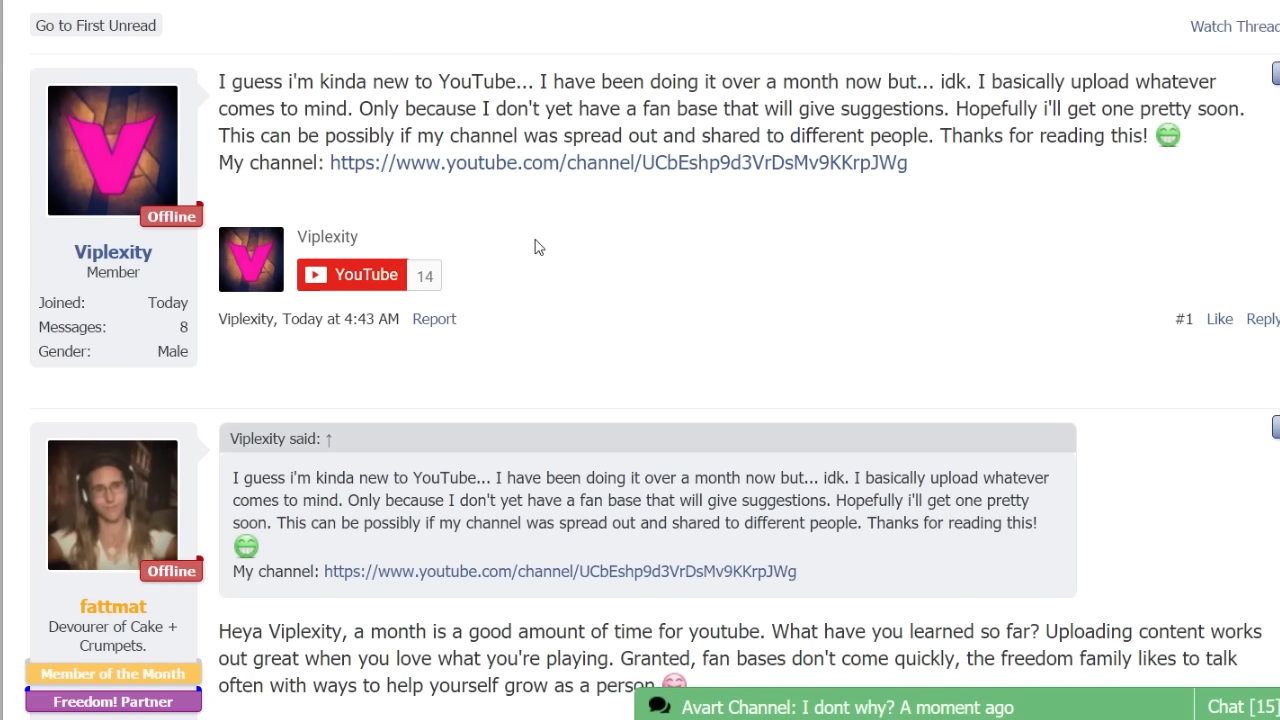 Go to First Unread
Watch Thread
I guess i'm kinda new to YouTube... I have been doing it over a month now but... idk. I basically upload whatever
comes to mind. Only because I don't yet have a fan base that will give suggestions. Hopefully i'll get one pretty soon.
This can be possibly if my channel was spread out and shared to different people. Thanks for reading this!
My channel: https://www.youtube.com/channel/UCbEshp9d3VrDsMv9KKrpJWg
V
Offline
Viplexity
Member
Joined: Today
Messages: 8
Gender: Male
V
Viplexity
YouTube 14
Viplexity, Today at 4:43 AM Report
#1 Like Reply
Offline
fattmat
Devourer of Cake +
Crumpets.
Member of the Month
Freedom! Partner
Viplexity said: ↑
I guess i'm kinda new to YouTube... I have been doing it over a month now but... idk. I basically upload whatever
comes to mind. Only because I don't yet have a fan base that will give suggestions. Hopefully i'll get one pretty
soon. This can be possibly if my channel was spread out and shared to different people. Thanks for reading this!
My channel: https://www.youtube.com/channel/UCbEshp9d3VrDsMv9KKrpJWg
Heya Viplexity, a month is a good amount of time for youtube. What have you learned so far? Uploading content works
out great when you love what you're playing. Granted, fan bases don't come quickly, the freedom family likes to talk
often with ways to help yourself grow as a person
Avart Channel: I dont why? A moment ago
Chat [15]